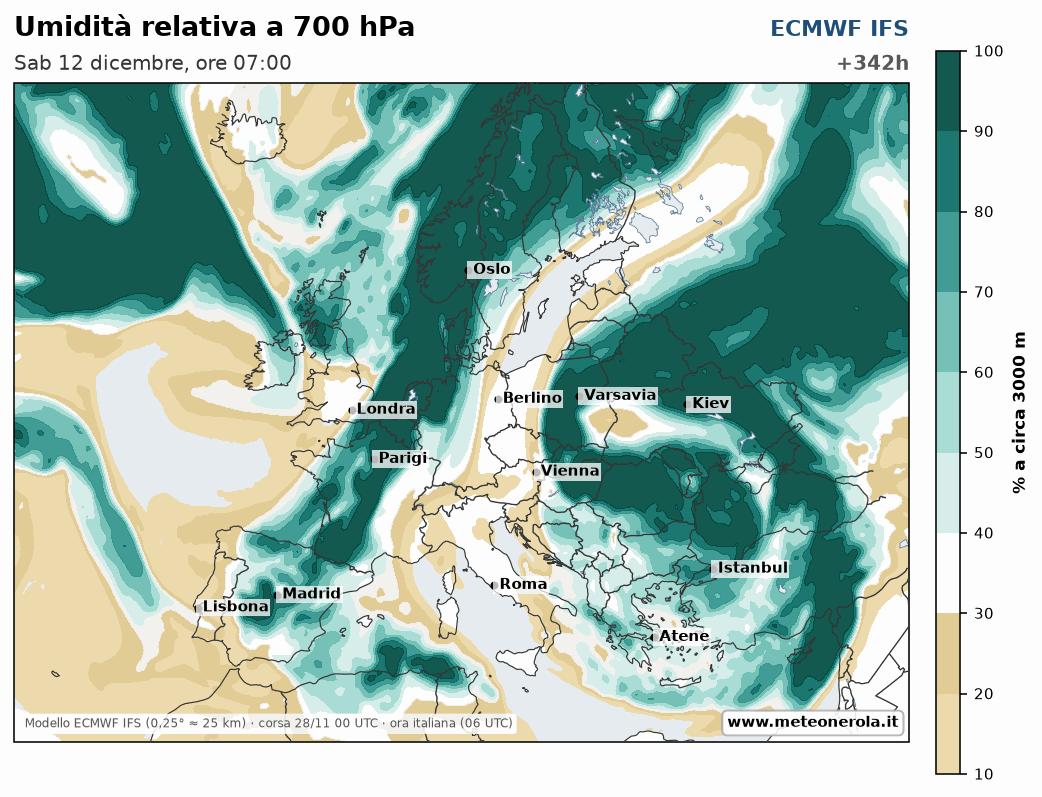 Umidità relativa a 700 hPa
ECMWF IFS
Sab 12 dicembre, ore 07:00
+342h
100
90
80
70
60
50
40
30
20
10
% a circa 3000 m
Oslo
Berlino
Varsavia
Kiev
Londra
Parigi
Vienna
Istanbul
Roma
Madrid
Lisbona
Atene
Modello ECMWF IFS (0,25° ≈ 25 km) · corsa 28/11 00 UTC · ora italiana (06 UTC)
www.meteonerola.it